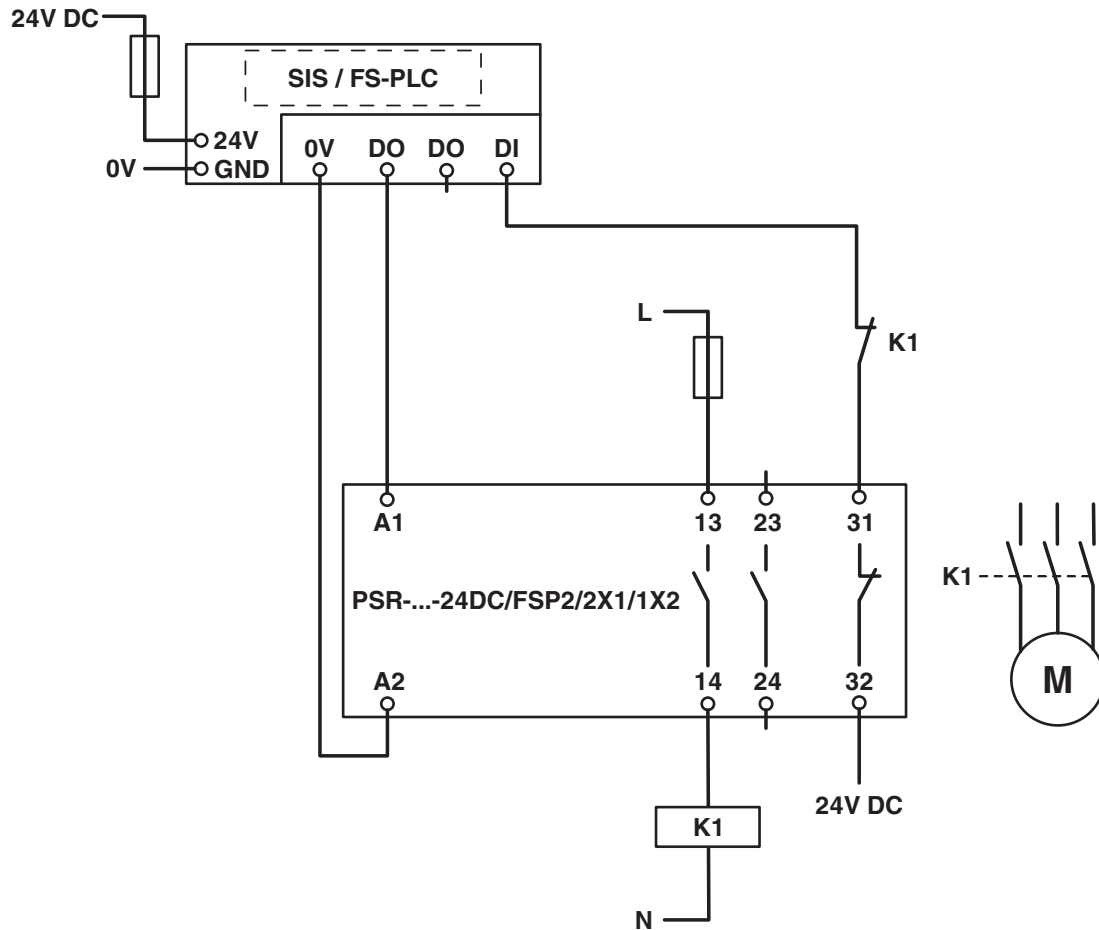 24V DC
SIS / FS-PLC
24V
0V DO DO DI
0V
GND
L
K1
A1
13 23 31
K1
PSR-...-24DC/FSP2/2X1/1X2
A2
14 24 32
M
24V DC
K1
N